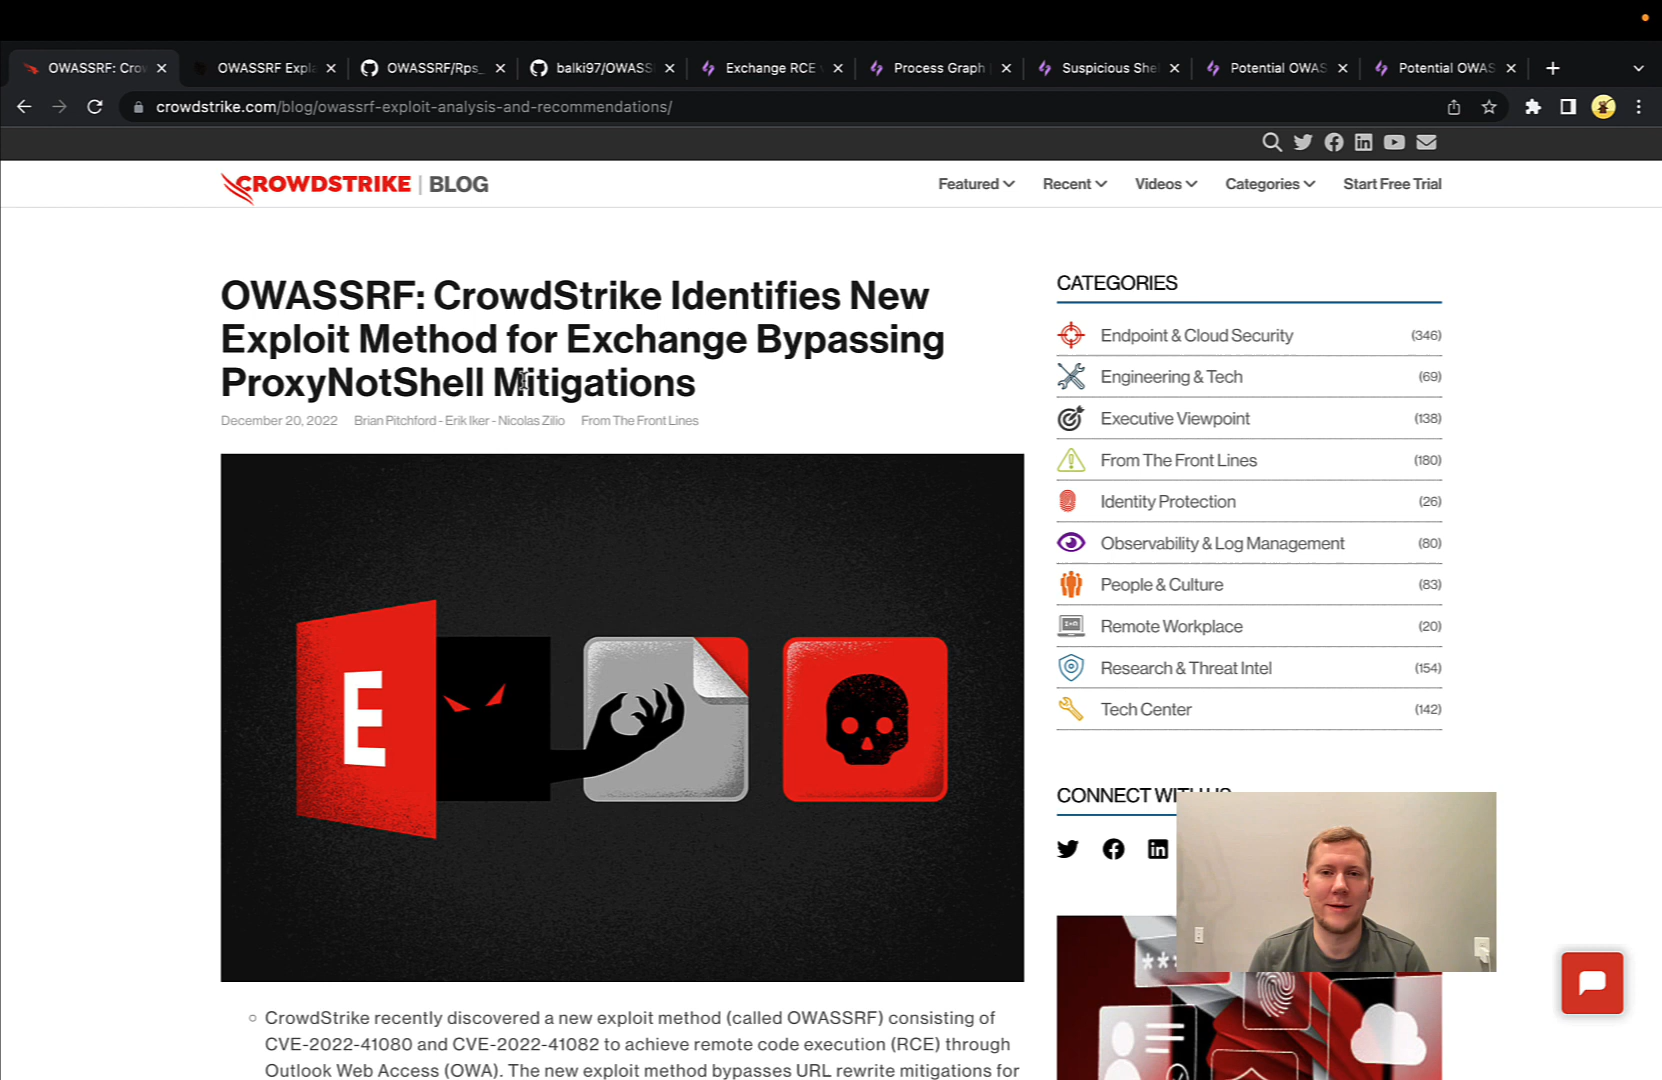 OWASSRF: Crow
OWASSRF Expla
OWASSRF/Rps_
balki97/OWASS
Exchange RCE
Process Graph
Suspicious She
Potential OWAS
Potential OWAS
crowdstrike.com/blog/owassrf-exploit-analysis-and-recommendations/
CROWDSTRIKE | BLOG
Featured
Recent
Videos
Categories
Start Free Trial
OWASSRF: CrowdStrike Identifies New
Exploit Method for Exchange Bypassing
ProxyNotShell Mitigations
December 20, 2022 Brian Pitchford - Erik Iker - Nicolas Zilio From The Front Lines
E
CrowdStrike recently discovered a new exploit method (called OWASSRF) consisting of
CVE-2022-41080 and CVE-2022-41082 to achieve remote code execution (RCE) through
Outlook Web Access (OWA). The new exploit method bypasses URL rewrite mitigations for
CATEGORIES
Endpoint & Cloud Security (346)
Engineering & Tech (69)
Executive Viewpoint (138)
From The Front Lines (180)
Identity Protection (26)
Observability & Log Management (80)
People & Culture (83)
Remote Workplace (20)
Research & Threat Intel (154)
Tech Center (142)
CONNECT WITH US
***